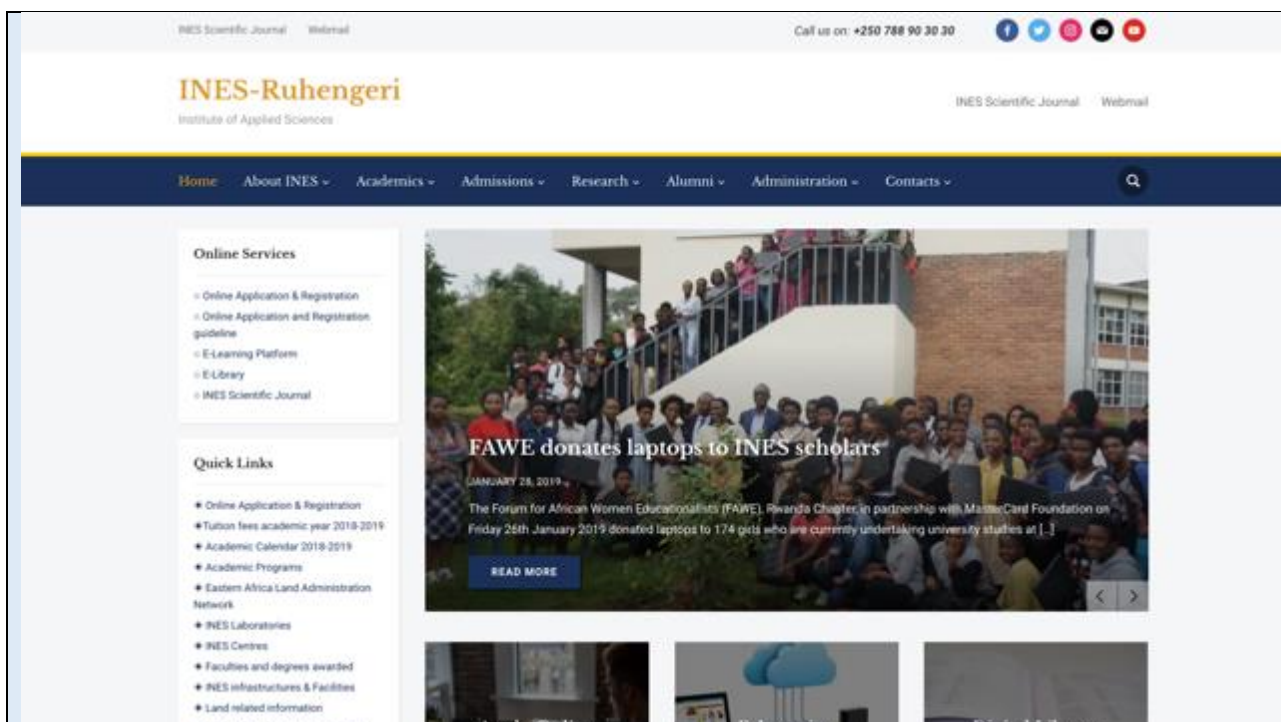 INES Scientific Journal Webmail
Call us on: +250 788 90 30 30
INES-Ruhengeri
Institute of Applied Sciences
INES Scientific Journal Webmail
Home About INES Academics Admissions Research Alumni Administration Contacts
Online Services
Online Application & Registration
Online Application and Registration
guideline
E-Learning Platform
E-Library
INES Scientific Journal
Quick Links
Online Application & Registration
Tuition fees academic year 2018-2019
Academic Calendar 2018-2019
Academic Programs
Eastern Africa Land Administration
Network
INES Laboratories
INES Centres
Faculties and degrees awarded
INES infrastructures & Facilities
Land related information
FAWE donates laptops to INES scholars
JANUARY 28, 2019
The Forum for African Women Educationalists (FAWE), Rwanda Chapter, in partnership with MasterCard Foundation on
Friday 26th January 2019 donated laptops to 174 girls who are currently undertaking university studies at [...]
READ MORE